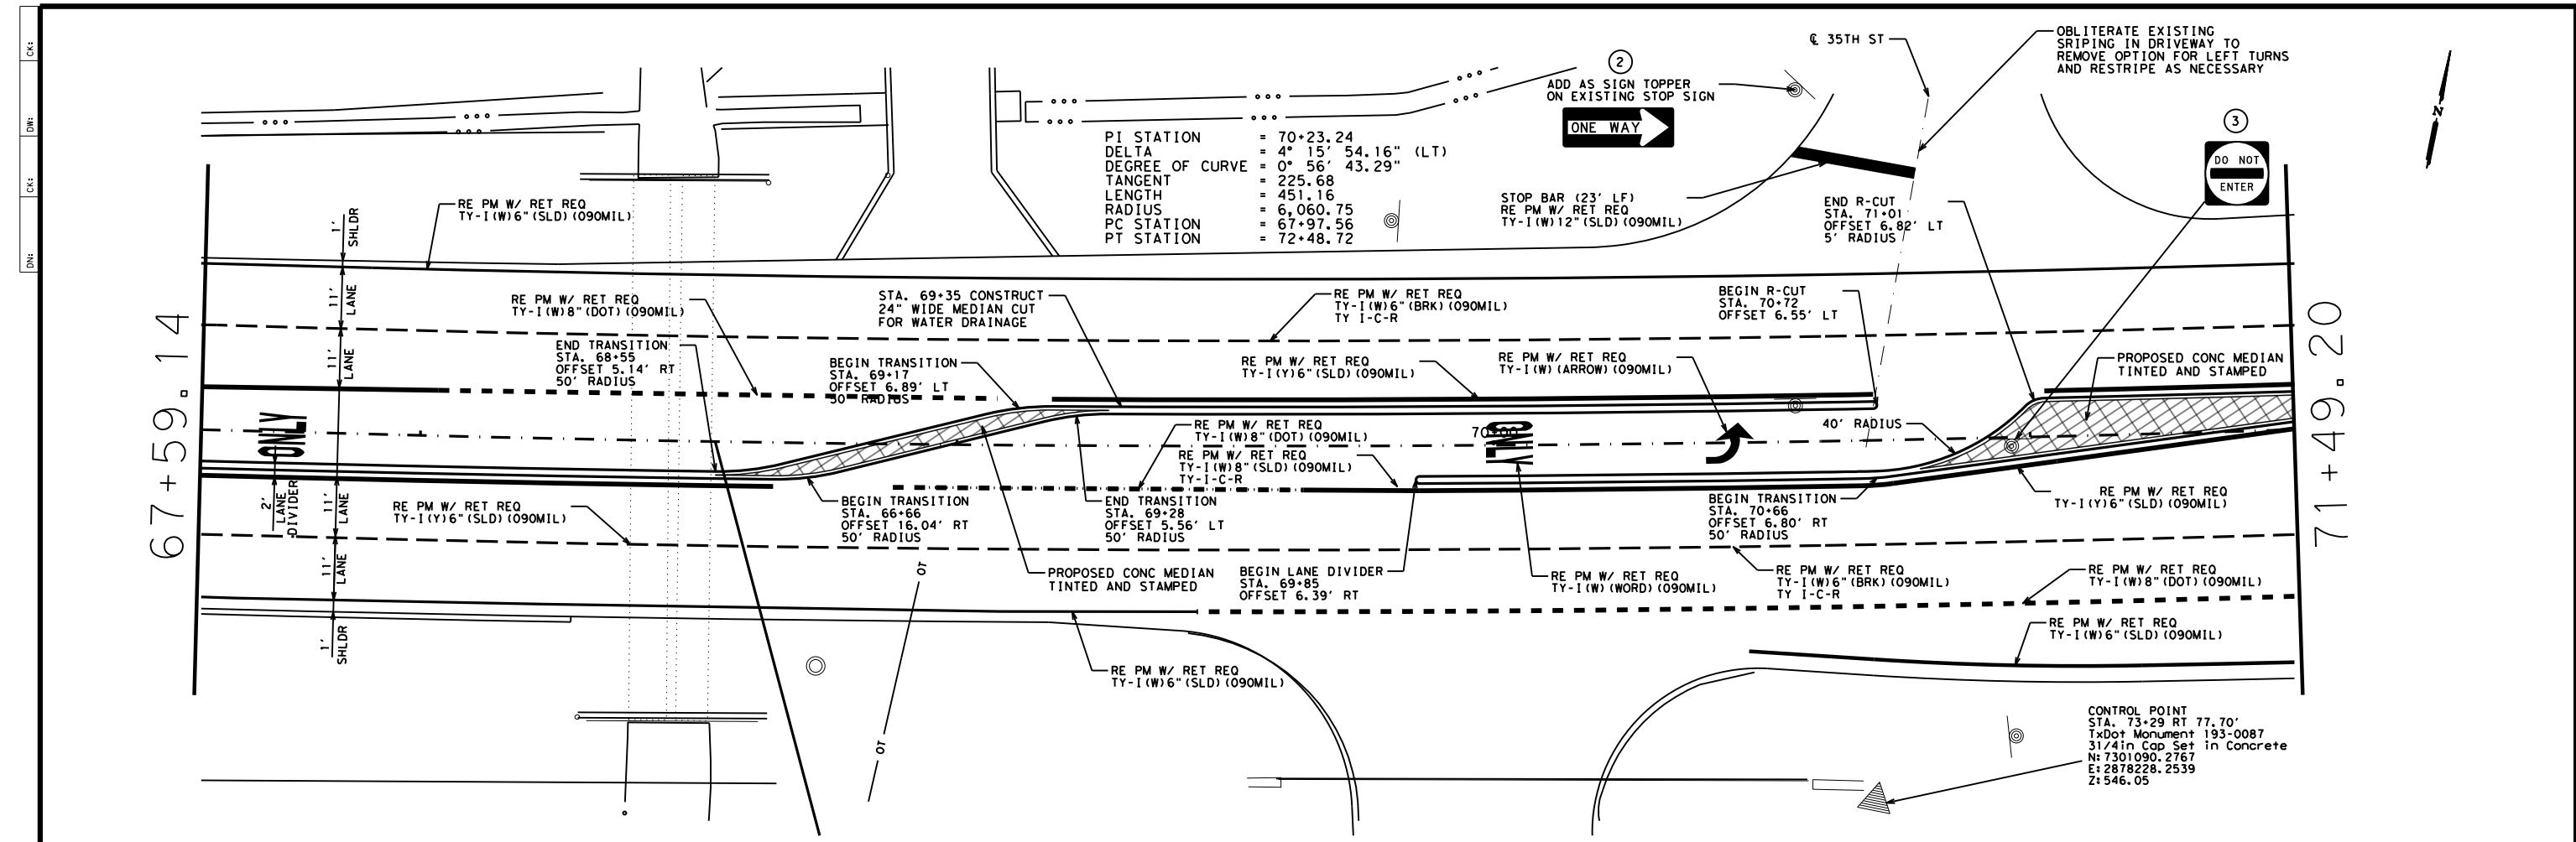 CK:
DW:
CK:
DN:
℄ 35TH ST
OBLITERATE EXISTING
SRIPING IN DRIVEWAY TO
REMOVE OPTION FOR LEFT TURNS
AND RESTRIPE AS NECESSARY
N
2
ADD AS SIGN TOPPER
ON EXISTING STOP SIGN
ONE WAY
3
DO NOT
ENTER
PI STATION = 70+23.24
DELTA = 4° 15' 54.16" (LT)
DEGREE OF CURVE = 0° 56' 43.29"
TANGENT = 225.68
LENGTH = 451.16
RADIUS = 6,060.75
PC STATION = 67+97.56
PT STATION = 72+48.72
STOP BAR (23' LF)
RE PM W/ RET REQ
TY-I(W)12"(SLD)(090MIL)
END R-CUT
STA. 71+01
OFFSET 6.82' LT
5' RADIUS
RE PM W/ RET REQ
TY-I(W)6"(SLD)(090MIL)
1'
SHLDR
11'
LANE
11'
LANE
RE PM W/ RET REQ
TY-I(W)8"(DOT)(090MIL)
STA. 69+35 CONSTRUCT
24" WIDE MEDIAN CUT
FOR WATER DRAINAGE
RE PM W/ RET REQ
TY-I(W)6"(BRK)(090MIL)
TY I-C-R
BEGIN R-CUT
STA. 70+72
OFFSET 6.55' LT
67+59.14
71+49.20
END TRANSITION
STA. 68+55
OFFSET 5.14' RT
50' RADIUS
BEGIN TRANSITION
STA. 69+17
OFFSET 6.89' LT
50' RADIUS
RE PM W/ RET REQ
TY-I(Y)6"(SLD)(090MIL)
RE PM W/ RET REQ
TY-I(W)(ARROW)(090MIL)
PROPOSED CONC MEDIAN
TINTED AND STAMPED
ONLY
RE PM W/ RET REQ
TY-I(W)8"(DOT)(090MIL)
70+00
ONLY
40' RADIUS
RE PM W/ RET REQ
TY-I(W)8"(SLD)(090MIL)
TY-I-C-R
2'
LANE
DIVIDER
11'
LANE
RE PM W/ RET REQ
TY-I(Y)6"(SLD)(090MIL)
BEGIN TRANSITION
STA. 66+66
OFFSET 16.04' RT
50' RADIUS
END TRANSITION
STA. 69+28
OFFSET 5.56' LT
50' RADIUS
BEGIN TRANSITION
STA. 70+66
OFFSET 6.80' RT
50' RADIUS
RE PM W/ RET REQ
TY-I(Y)6"(SLD)(090MIL)
11'
LANE
OT
PROPOSED CONC MEDIAN
TINTED AND STAMPED
BEGIN LANE DIVIDER
STA. 69+85
OFFSET 6.39' RT
RE PM W/ RET REQ
TY-I(W)(WORD)(090MIL)
RE PM W/ RET REQ
TY-I(W)6"(BRK)(090MIL)
TY I-C-R
RE PM W/ RET REQ
TY-I(W)8"(DOT)(090MIL)
1'
SHLDR
RE PM W/ RET REQ
TY-I(W)6"(SLD)(090MIL)
RE PM W/ RET REQ
TY-I(W)6"(SLD)(090MIL)
OT
CONTROL POINT
STA. 73+29 RT 77.70'
TxDot Monument 193-0087
31/4in Cap Set in Concrete
N:7301090.2767
E:2878228.2539
Z:546.05